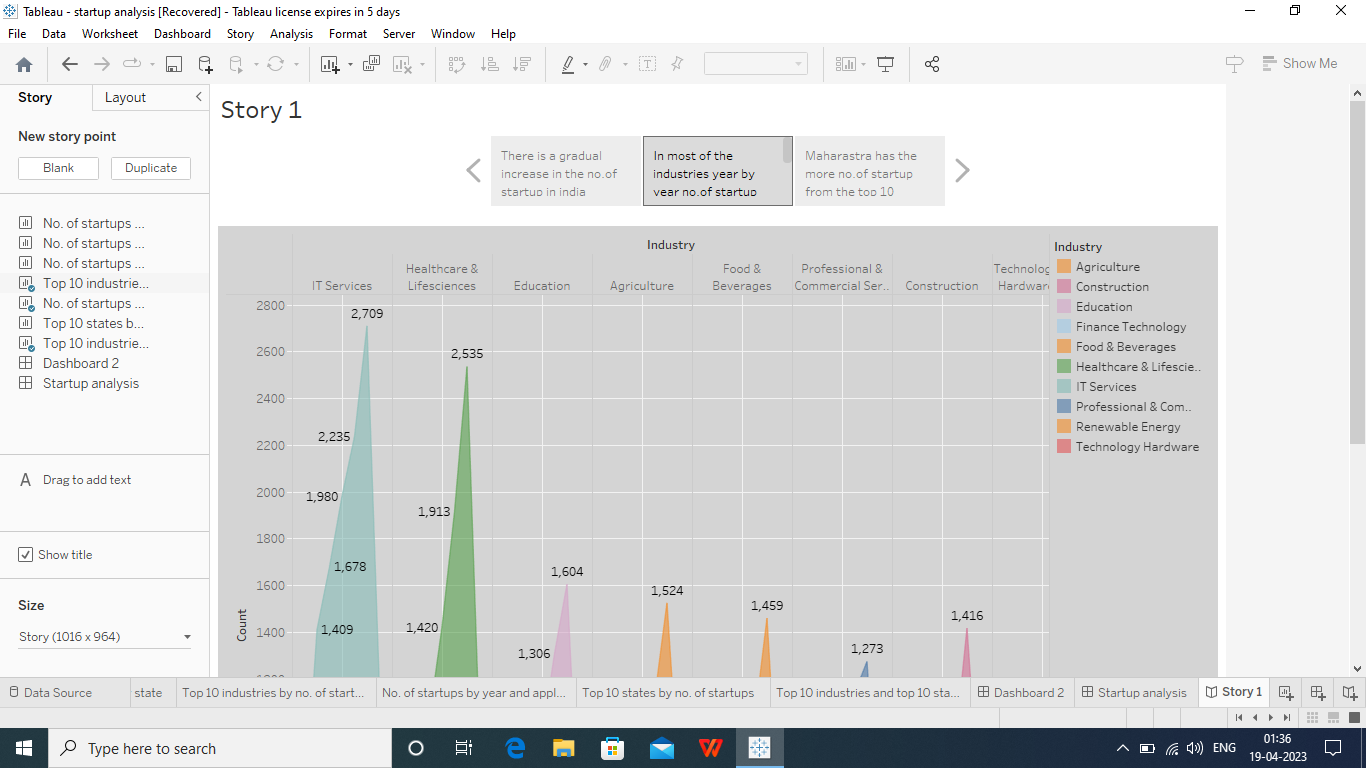 Tableau - startup analysis [Recovered] - Tableau license expires in 5 days
File Data Worksheet Dashboard Story Analysis Format Server Window Help
Show Me
Story Layout
New story point
Blank Duplicate
No. of startups ...
No. of startups ...
No. of startups ...
Top 10 industrie...
No. of startups ...
Top 10 states b...
Top 10 industrie...
Dashboard 2
Startup analysis
A Drag to add text
Show title
Size
Story (1016 x 964)
Story 1
There is a gradual
increase in the no.of
startup in india
In most of the
industries year by
year no.of startup
Maharastra has the
more no.of startup
from the top 10
Industry
IT Services
Healthcare &
Lifesciences
Education
Agriculture
Food &
Beverages
Professional &
Commercial Ser..
Construction
Technolog
Hardwar
2800
2600
2400
2200
2000
1800
1600
1400
Count
2,709
2,235
1,980
1,678
1,409
2,535
1,913
1,420
1,604
1,306
1,524
1,459
1,273
1,416
Industry
Agriculture
Construction
Education
Finance Technology
Food & Beverages
Healthcare & Lifescie..
IT Services
Professional & Com..
Renewable Energy
Technology Hardware
Data Source state Top 10 industries by no. of start... No. of startups by year and appl... Top 10 states by no. of startups Top 10 industries and top 10 sta... Dashboard 2 Startup analysis Story 1
Type here to search
ENG
01:36
19-04-2023